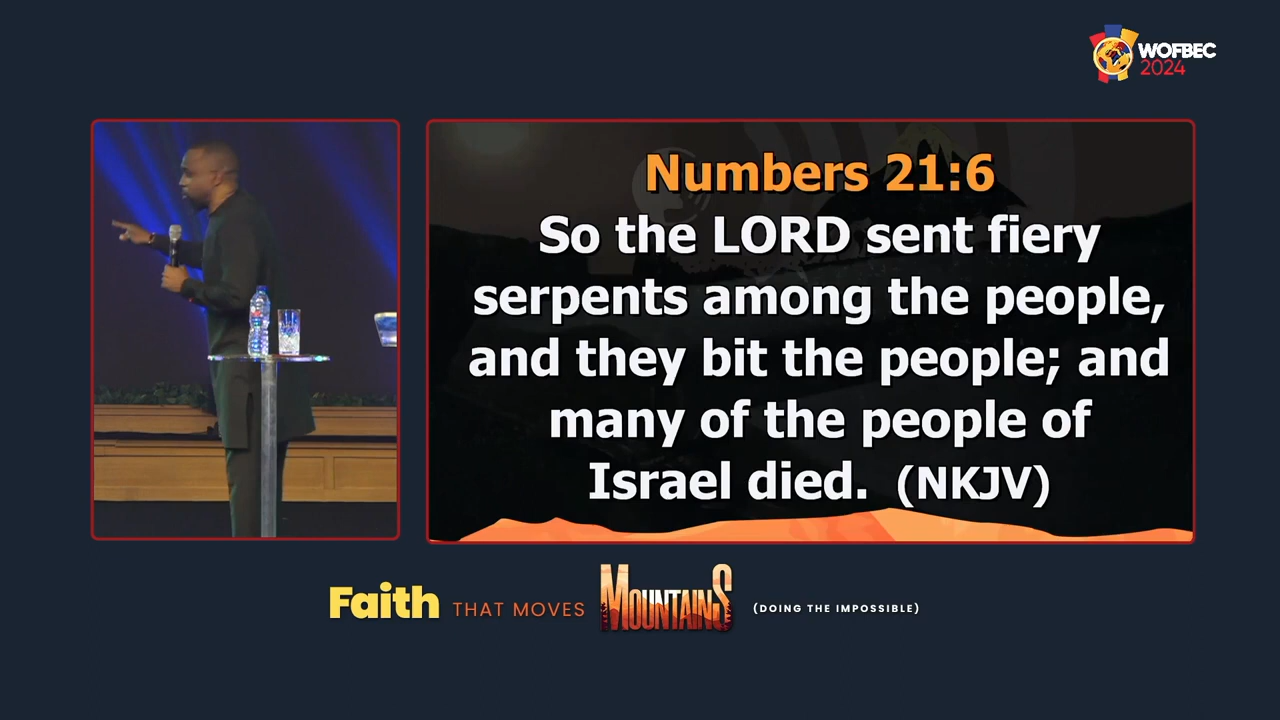 WOFBEC
2024
Numbers 21:6
So the LORD sent fiery
serpents among the people,
and they bit the people; and
many of the people of
Israel died. (NKJV)
Faith THAT MOVES MOUNTAINS (DOING THE IMPOSSIBLE)